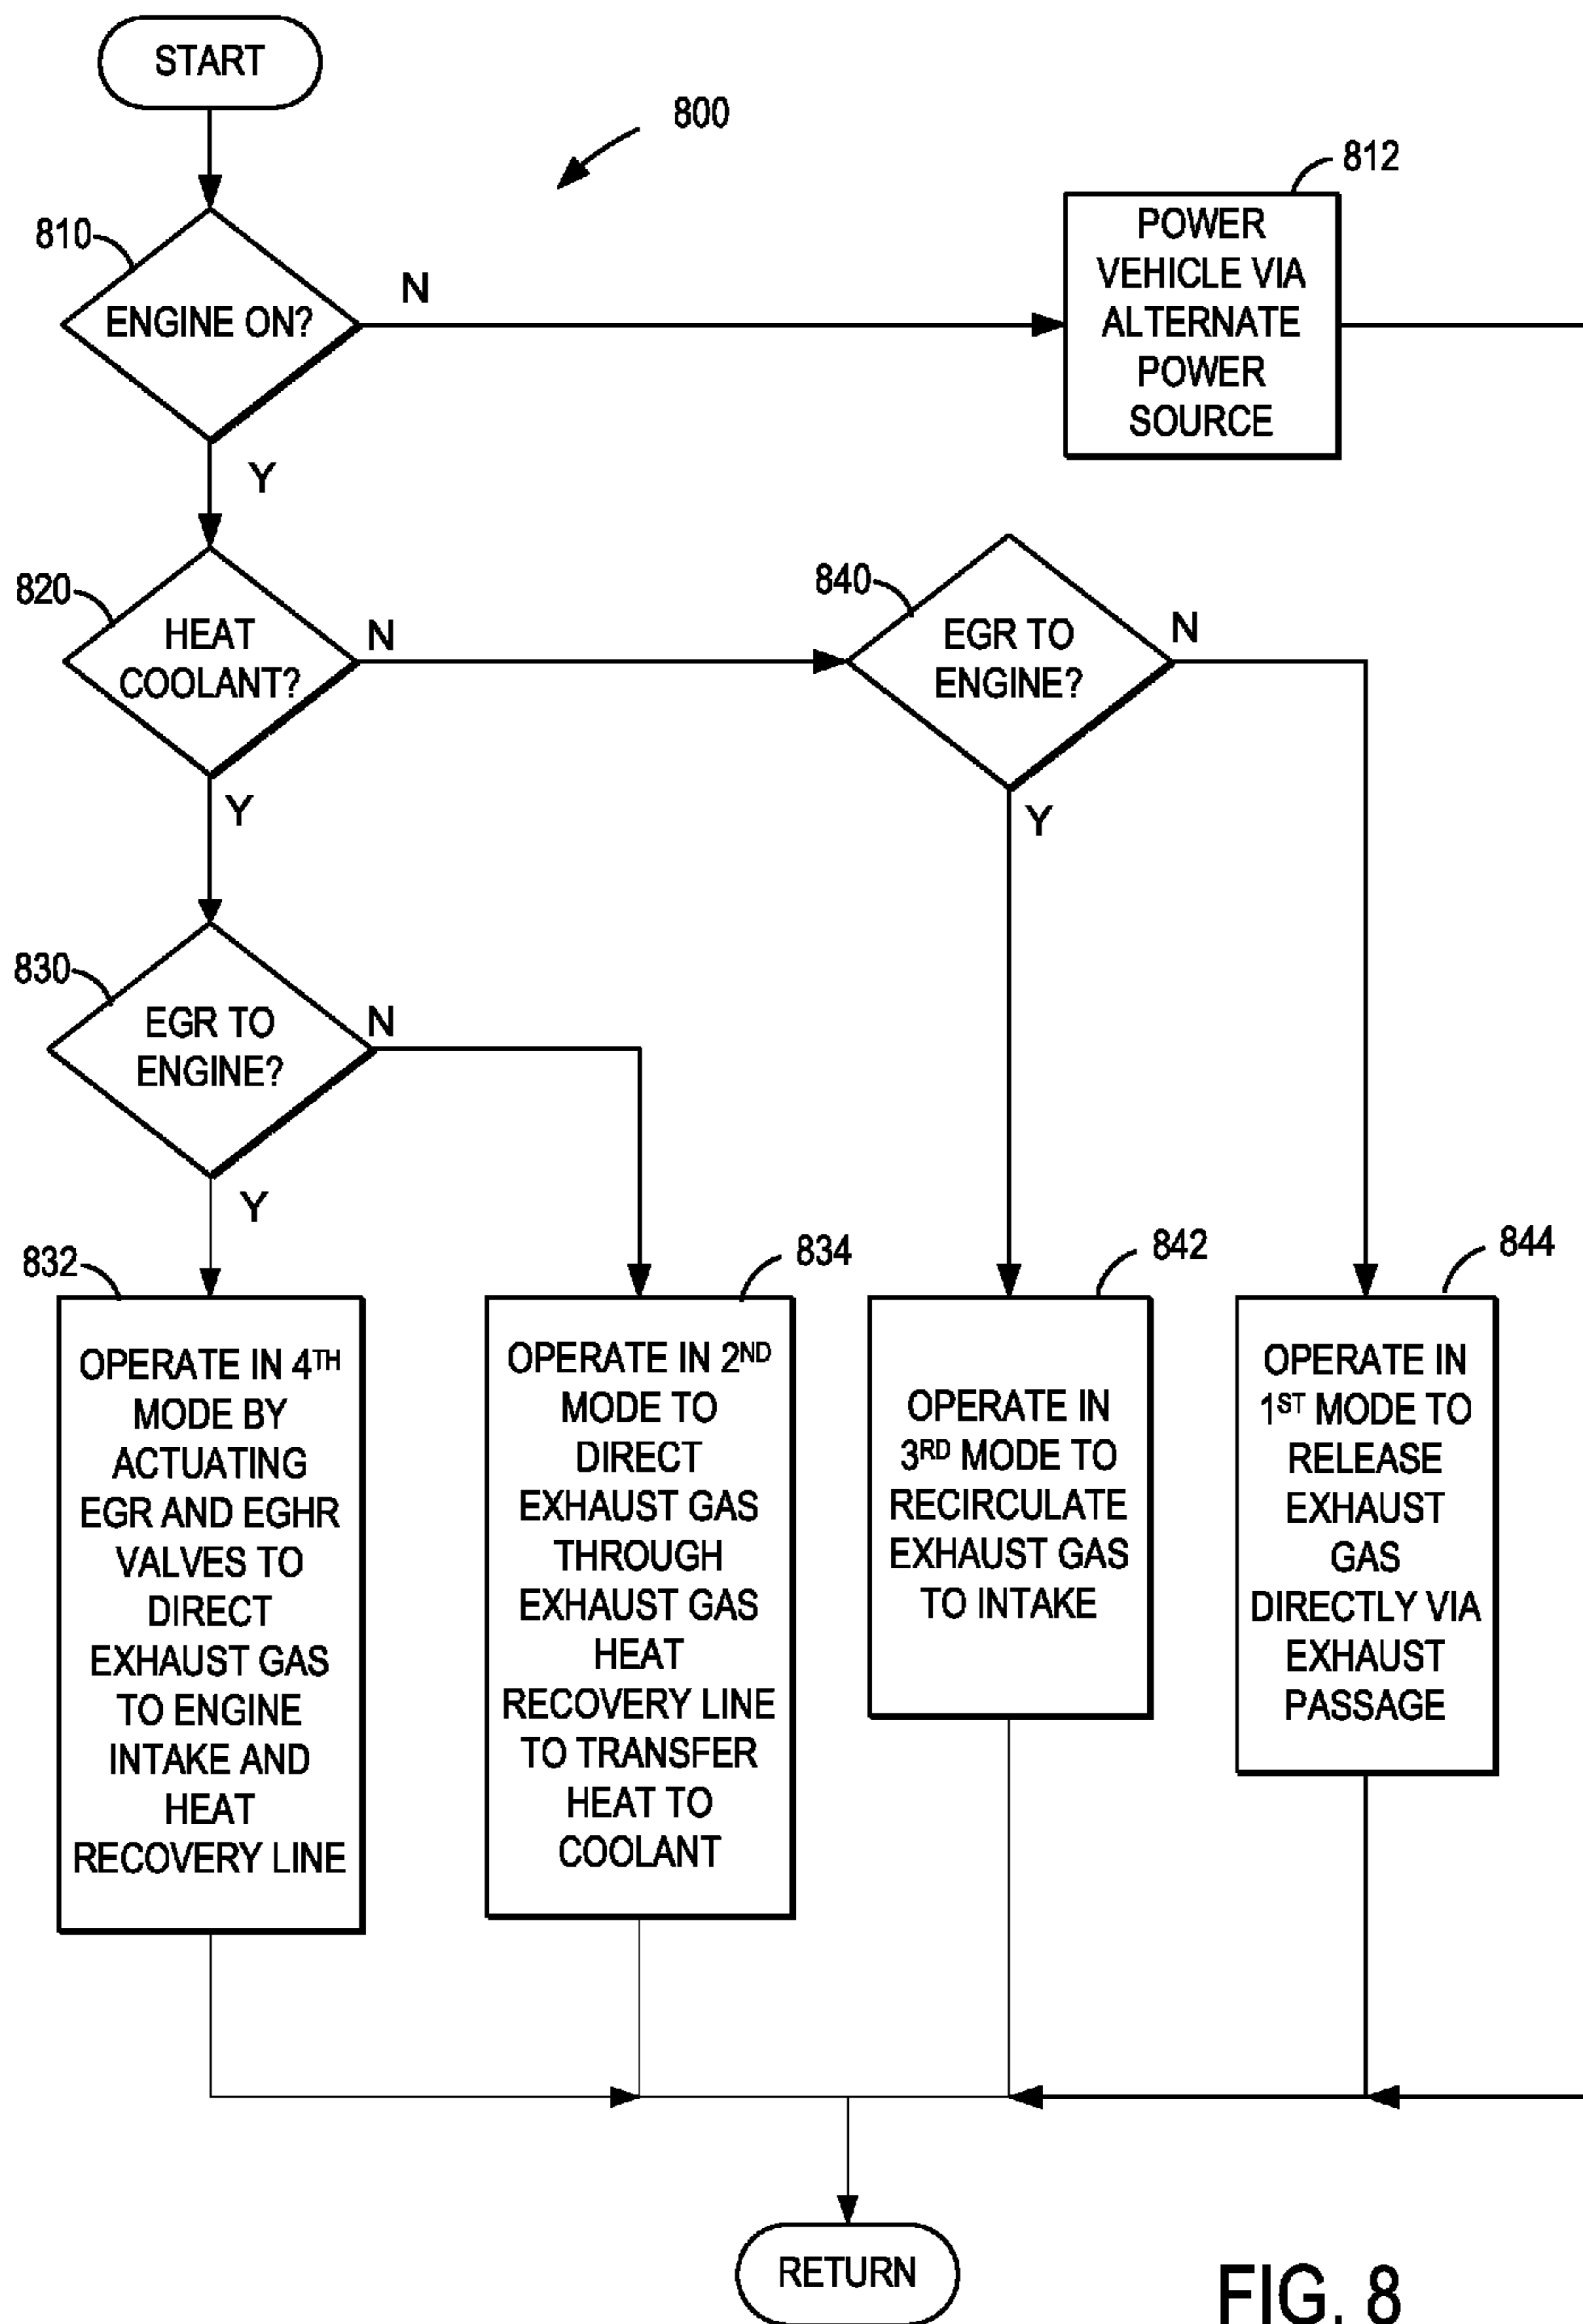 START
800
812
POWER
VEHICLE VIA
ALTERNATE
POWER
SOURCE
810
ENGINE ON?
N
Y
820
HEAT
COOLANT?
N
Y
840
EGR TO
ENGINE?
N
Y
830
EGR TO
ENGINE?
N
Y
832
OPERATE IN 4TH
MODE BY
ACTUATING
EGR AND EGHR
VALVES TO
DIRECT
EXHAUST GAS
TO ENGINE
INTAKE AND
HEAT
RECOVERY LINE
834
OPERATE IN 2ND
MODE TO
DIRECT
EXHAUST GAS
THROUGH
EXHAUST GAS
HEAT
RECOVERY LINE
TO TRANSFER
HEAT TO
COOLANT
842
OPERATE IN
3RD MODE TO
RECIRCULATE
EXHAUST GAS
TO INTAKE
844
OPERATE IN
1ST MODE TO
RELEASE
EXHAUST
GAS
DIRECTLY VIA
EXHAUST
PASSAGE
RETURN
FIG. 8